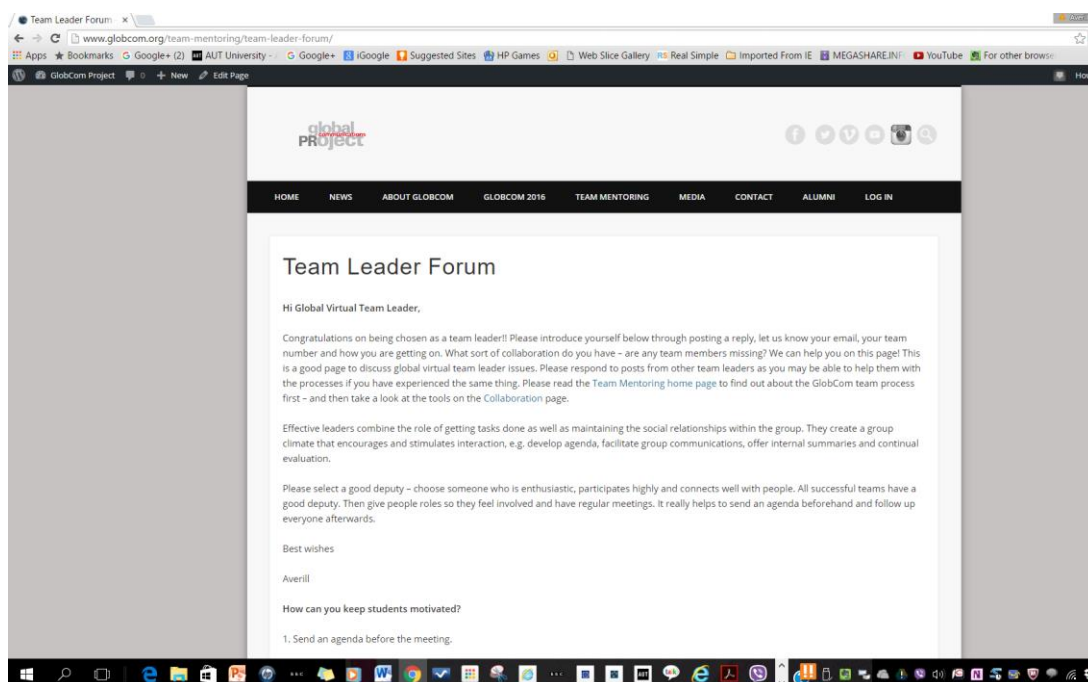 Team Leader Forum
www.globcom.org/team-mentoring/team-leader-forum/
Apps Bookmarks Google+ (2) AUT University - Google+ iGoogle Suggested Sites HP Games Web Slice Gallery Real Simple Imported From IE MEGASHARE.INF YouTube For other browse
GlobCom Project 0 + New Edit Page How
global
communications
PROject
HOME NEWS ABOUT GLOBCOM GLOBCOM 2016 TEAM MENTORING MEDIA CONTACT ALUMNI LOG IN
Team Leader Forum
Hi Global Virtual Team Leader,
Congratulations on being chosen as a team leader!! Please introduce yourself below through posting a reply, let us know your email, your team
number and how you are getting on. What sort of collaboration do you have – are any team members missing? We can help you on this page! This
is a good page to discuss global virtual team leader issues. Please respond to posts from other team leaders as you may be able to help them with
the processes if you have experienced the same thing. Please read the Team Mentoring home page to find out about the GlobCom team process
first – and then take a look at the tools on the Collaboration page.
Effective leaders combine the role of getting tasks done as well as maintaining the social relationships within the group. They create a group
climate that encourages and stimulates interaction, e.g. develop agenda, facilitate group communications, offer internal summaries and continual
evaluation.
Please select a good deputy – choose someone who is enthusiastic, participates highly and connects well with people. All successful teams have a
good deputy. Then give people roles so they feel involved and have regular meetings. It really helps to send an agenda beforehand and follow up
everyone afterwards.
Best wishes
Averill
How can you keep students motivated?
1. Send an agenda before the meeting.